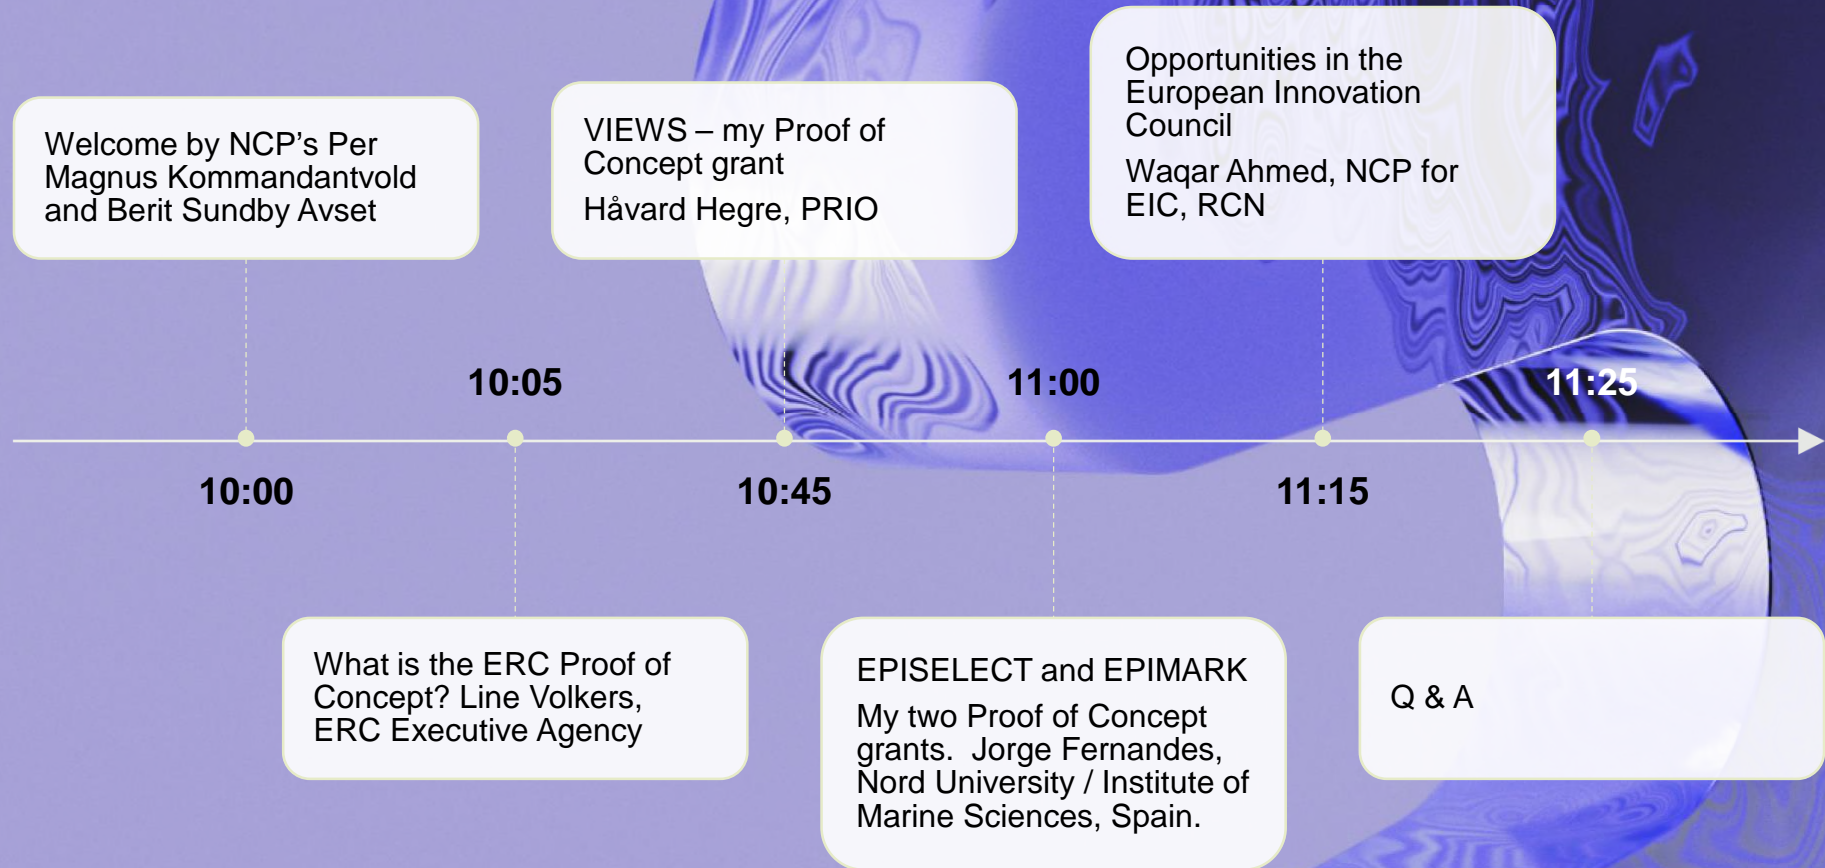 Welcome by NCP's Per
Magnus Kommandantvold
and Berit Sundby Avset
10:00
10:05
What is the ERC Proof of
Concept? Line Volkers,
ERC Executive Agency
VIEWS – my Proof of
Concept grant
Håvard Hegre, PRIO
10:45
11:00
EPISELECT and EPIMARK
My two Proof of Concept
grants.  Jorge Fernandes,
Nord University / Institute of
Marine Sciences, Spain.
Opportunities in the
European Innovation
Council
Waqar Ahmed, NCP for
EIC, RCN
11:15
11:25
Q & A